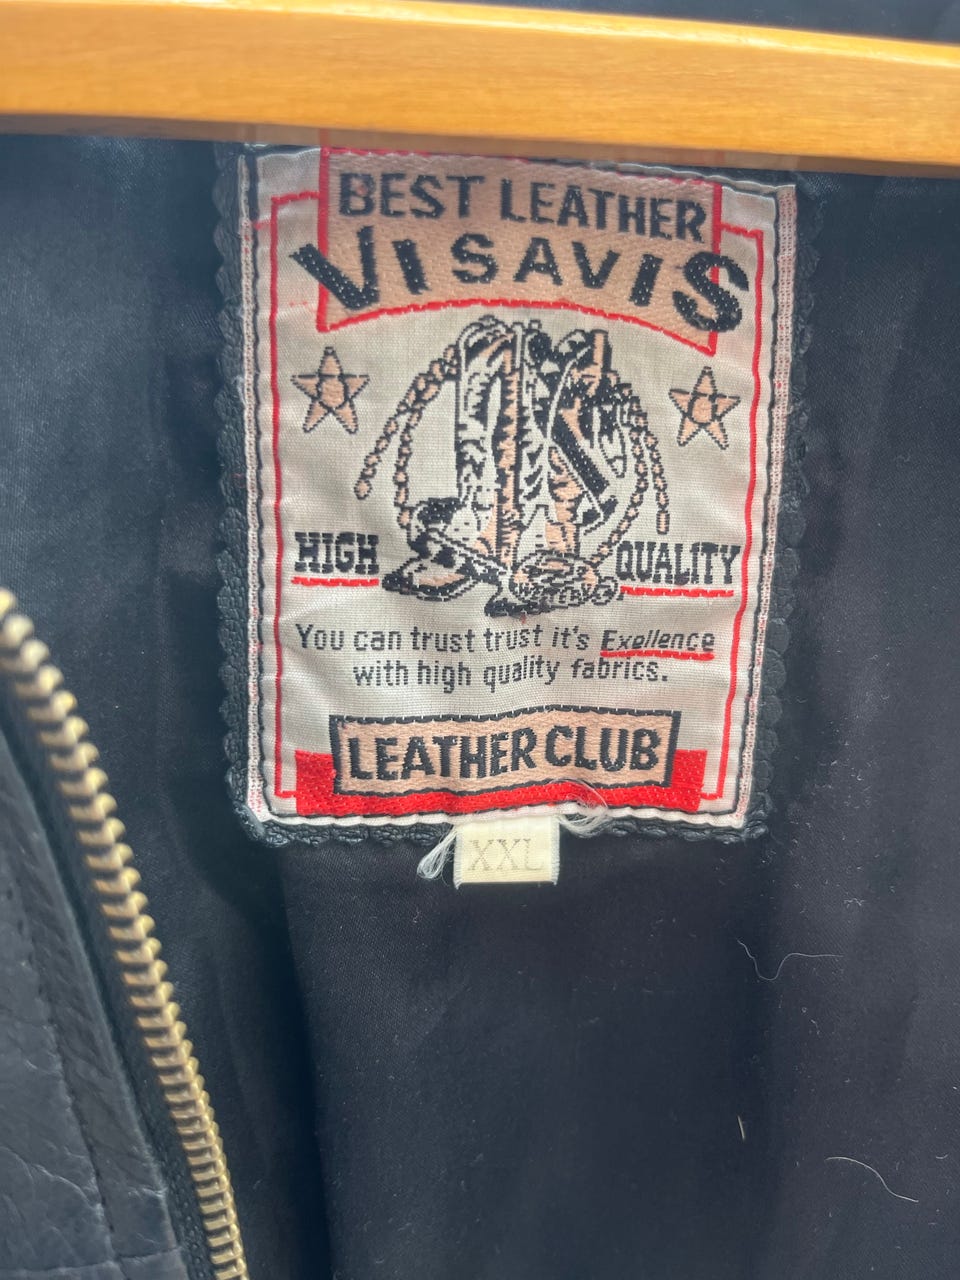 BEST LEATHER
VISAVIS
HIGH QUALITY
You can trust trust it's Exellence
with high quality fabrics.
LEATHER CLUB
XXL